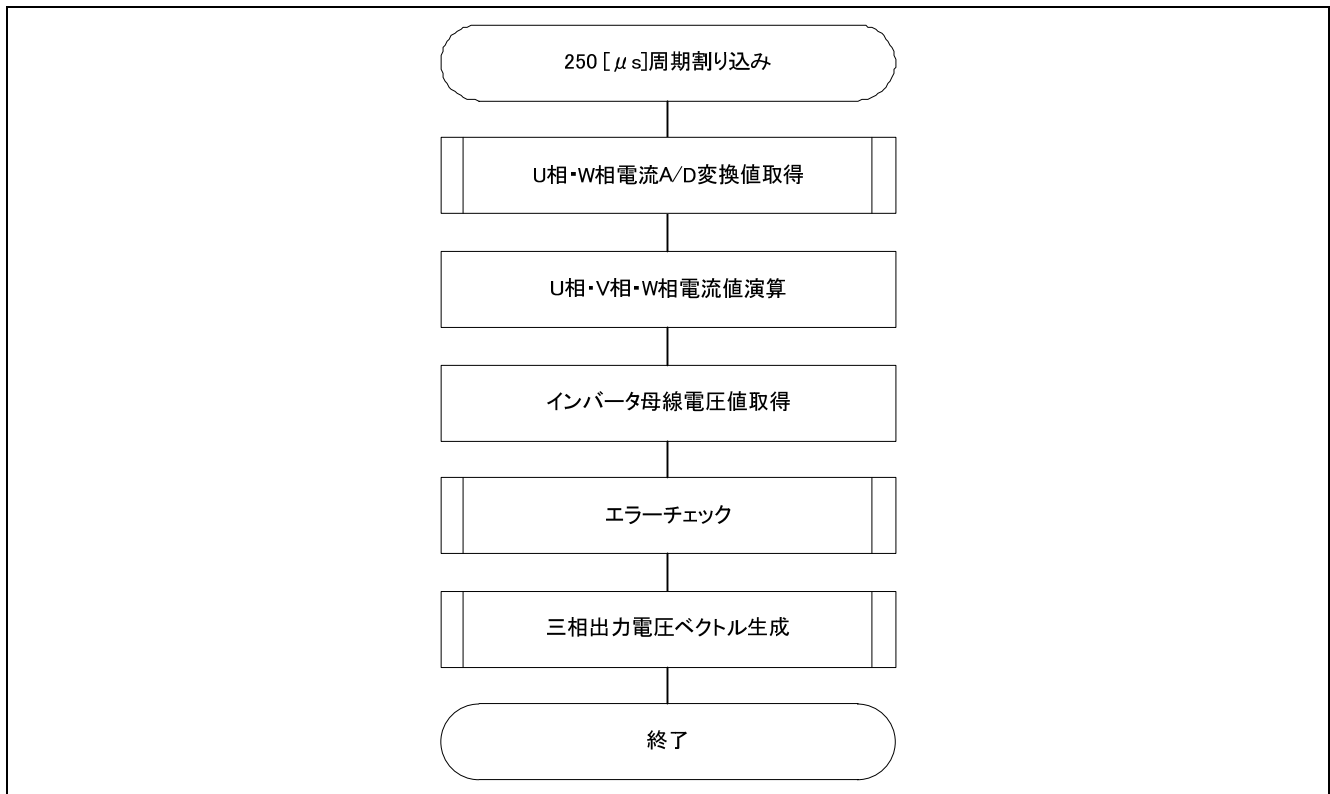 250[μs]周期割り込み
U相・W相電流A/D変換値取得
U相・V相・W相電流値演算
インバータ母線電圧値取得
エラーチェック
三相出力電圧ベクトル生成
終了